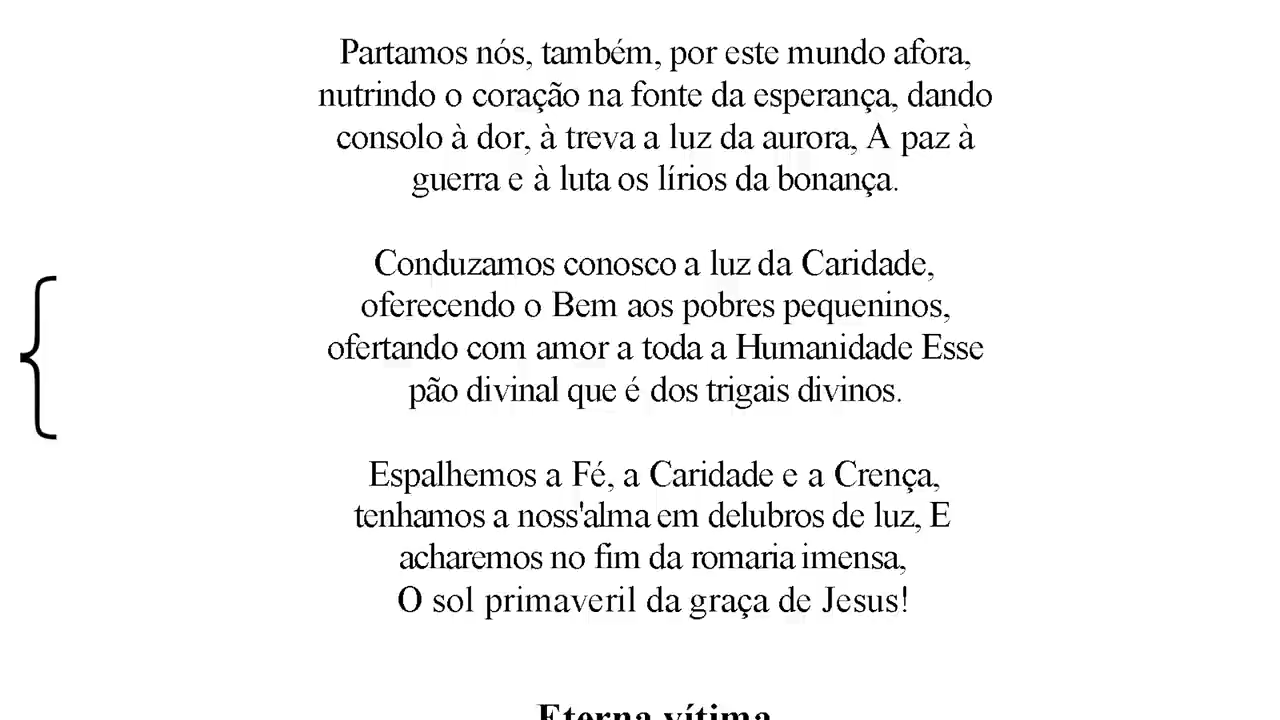 Partamos nós, também, por este mundo afora,
nutrindo o coração na fonte da esperança, dando
consolo à dor, à treva a luz da aurora, A paz à
guerra e à luta os lírios da bonança.
Conduzamos conosco a luz da Caridade,
oferecendo o Bem aos pobres pequeninos,
ofertando com amor a toda a Humanidade Esse
pão divinal que é dos trigais divinos.
Espalhemos a Fé, a Caridade e a Crença,
tenhamos a noss'alma em delubros de luz, E
acharemos no fim da romaria imensa,
O sol primaveril da graça de Jesus!
Eterna vítima